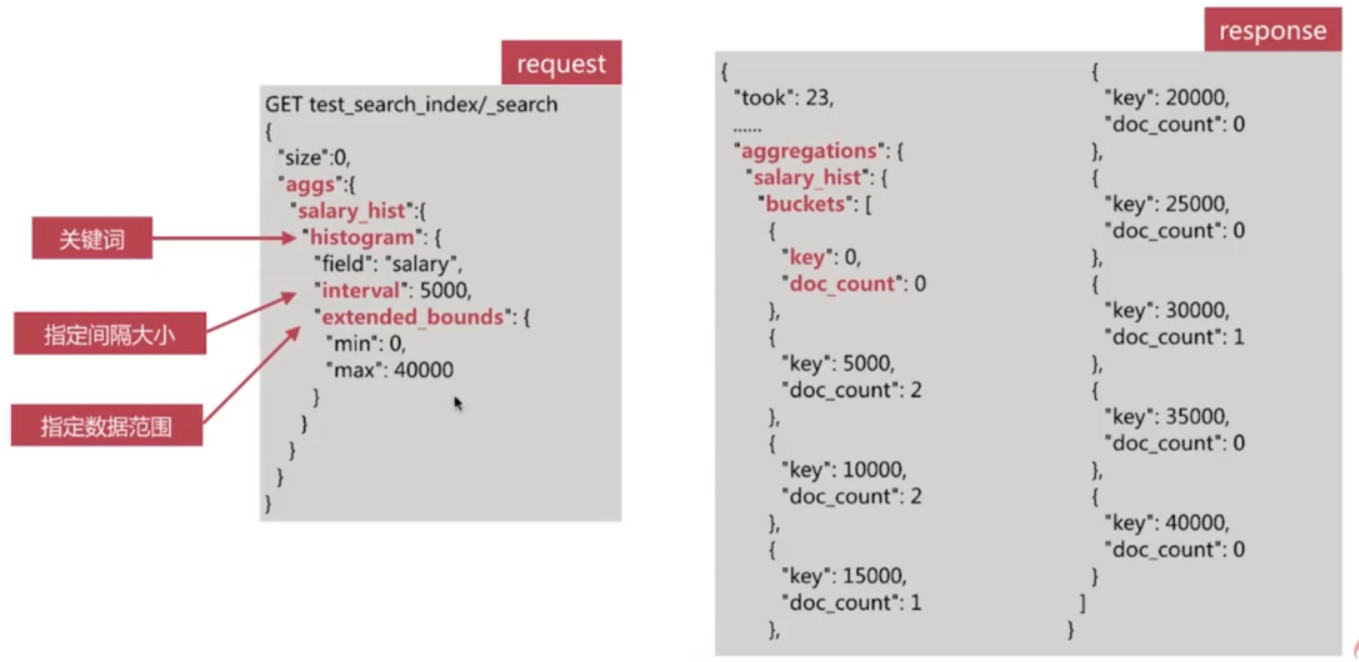 request
GET test_search_index/_search
{
"size":0,
"aggs":{
"salary_hist":{
"histogram": {
"field": "salary",
"interval": 5000,
"extended_bounds": {
"min": 0,
"max": 40000
}
}
}
}
}
关键词
指定间隔大小
指定数据范围
response
{
"took": 23,
......
"aggregations": {
"salary_hist": {
"buckets": [
{
"key": 0,
"doc_count": 0
},
{
"key": 5000,
"doc_count": 2
},
{
"key": 10000,
"doc_count": 2
},
{
"key": 15000,
"doc_count": 1
},
{
"key": 20000,
"doc_count": 0
},
{
"key": 25000,
"doc_count": 0
},
{
"key": 30000,
"doc_count": 1
},
{
"key": 35000,
"doc_count": 0
},
{
"key": 40000,
"doc_count": 0
}
]
}